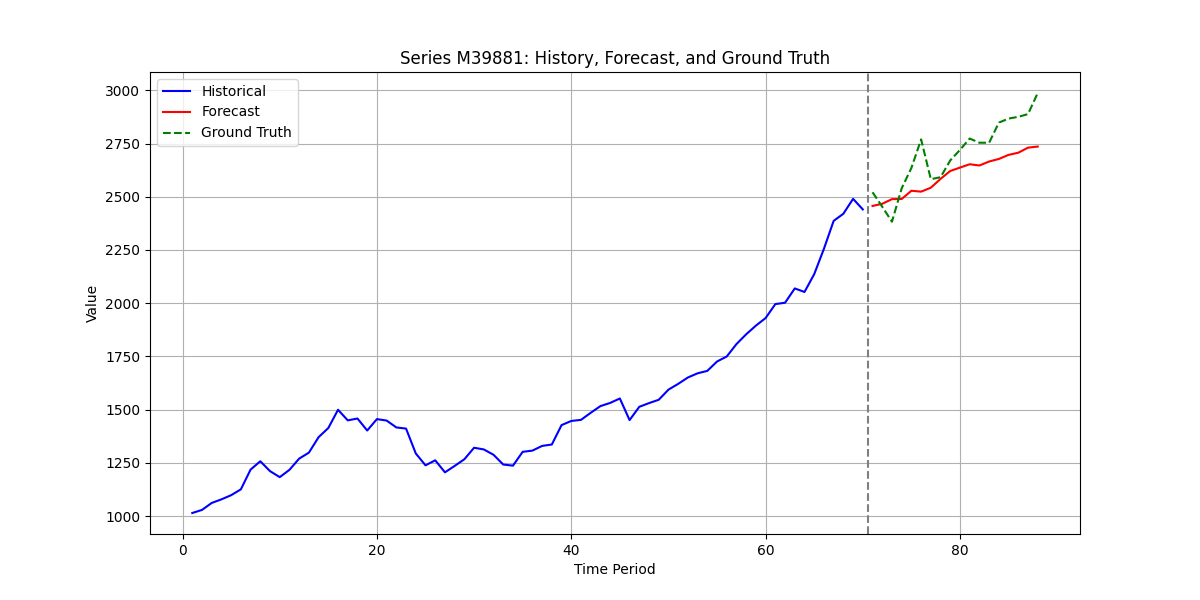 Series M39881: History, Forecast, and Ground Truth
Historical
Forecast
Ground Truth
3000
2750
2500
2250
2000
1750
1500
1250
1000
Value
0 20 40 60 80
Time Period